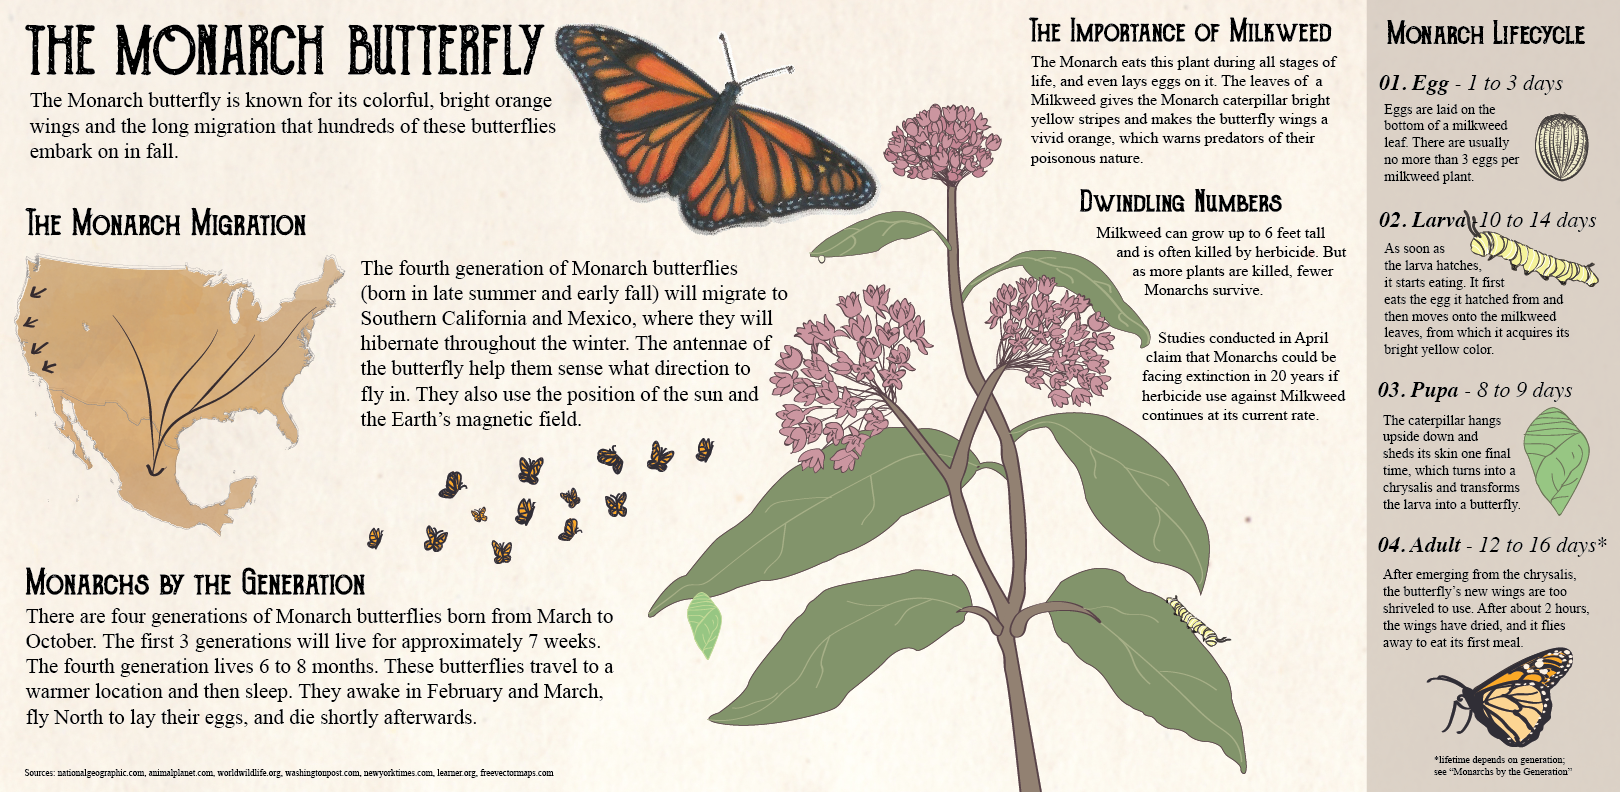 THE MONARCH BUTTERFLY
The Monarch butterfly is known for its colorful, bright orange
wings and the long migration that hundreds of these butterflies
embark on in fall.
THE MONARCH MIGRATION
The fourth generation of Monarch butterflies
(born in late summer and early fall) will migrate to
Southern California and Mexico, where they will
hibernate throughout the winter. The antennae of
the butterfly help them sense what direction to
fly in. They also use the position of the sun and
the Earth's magnetic field.
MONARCHS BY THE GENERATION
There are four generations of Monarch butterflies born from March to
October. The first 3 generations will live for approximately 7 weeks.
The fourth generation lives 6 to 8 months. These butterflies travel to a
warmer location and then sleep. They awake in February and March,
fly North to lay their eggs, and die shortly afterwards.
Sources: nationalgeographic.com, animalplanet.com, worldwildlife.org, washingtonpost.com, newyorktimes.com, learner.org, freevectormaps.com
THE IMPORTANCE OF MILKWEED
The Monarch eats this plant during all stages of
life, and even lays eggs on it. The leaves of a
Milkweed gives the Monarch caterpillar bright
yellow stripes and makes the butterfly wings a
vivid orange, which warns predators of their
poisonous nature.
DWINDLING NUMBERS
Milkweed can grow up to 6 feet tall
and is often killed by herbicide. But
as more plants are killed, fewer
Monarchs survive.
Studies conducted in April
claim that Monarchs could be
facing extinction in 20 years if
herbicide use against Milkweed
continues at its current rate.
MONARCH LIFECYCLE
01. Egg - 1 to 3 days
Eggs are laid on the
bottom of a milkweed
leaf. There are usually
no more than 3 eggs per
milkweed plant.
02. Larva - 10 to 14 days
As soon as
the larva hatches,
it starts eating. It first
eats the egg it hatched from and
then moves onto the milkweed
leaves, from which it acquires its
bright yellow color.
03. Pupa - 8 to 9 days
The caterpillar hangs
upside down and
sheds its skin one final
time, which turns into a
chrysalis and transforms
the larva into a butterfly.
04. Adult - 12 to 16 days*
After emerging from the chrysalis,
the butterfly's new wings are too
shriveled to use. After about 2 hours,
the wings have dried, and it flies
away to eat its first meal.
*lifetime depends on generation;
see "Monarchs by the Generation"